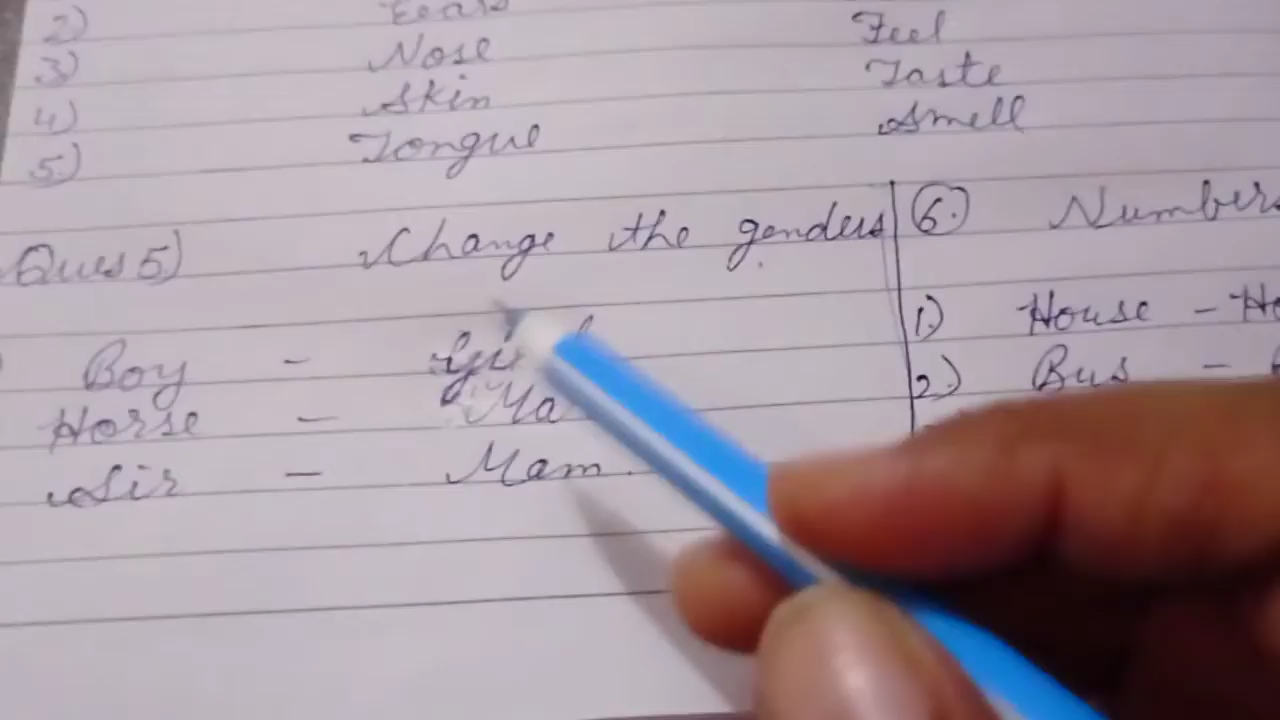 2)
3) Nose Feel
4) Skin Taste
5) Tongue Smell
Ques 5) Change the genders
Boy -
Horse -
Sir - Mam
6.) Numbers
1.) House -
2.) Bus -